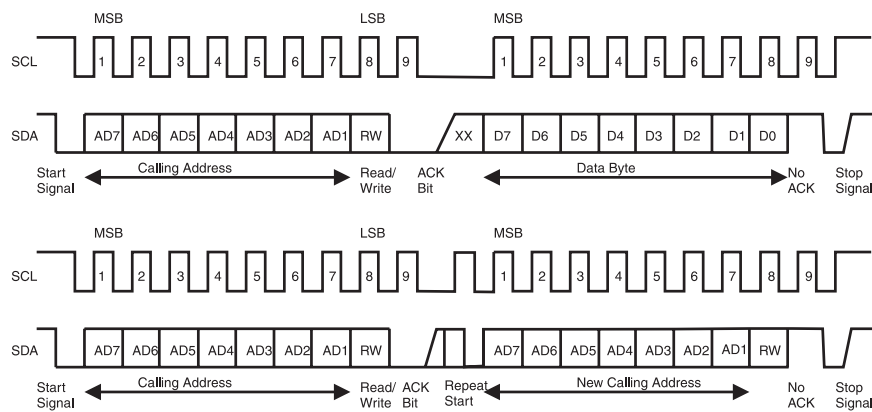 MSB LSB MSB
SCL 1 2 3 4 5 6 7 8 9 1 2 3 4 5 6 7 8 9
SDA AD7 AD6 AD5 AD4 AD3 AD2 AD1 RW XX D7 D6 D5 D4 D3 D2 D1 D0
Start Signal Calling Address Read/ Write ACK Bit Data Byte No ACK Stop Signal
MSB LSB MSB
SCL 1 2 3 4 5 6 7 8 9 1 2 3 4 5 6 7 8 9
SDA AD7 AD6 AD5 AD4 AD3 AD2 AD1 RW AD7 AD6 AD5 AD4 AD3 AD2 AD1 RW
Start Signal Calling Address Read/ Write ACK Bit Repeat Start New Calling Address No ACK Stop Signal